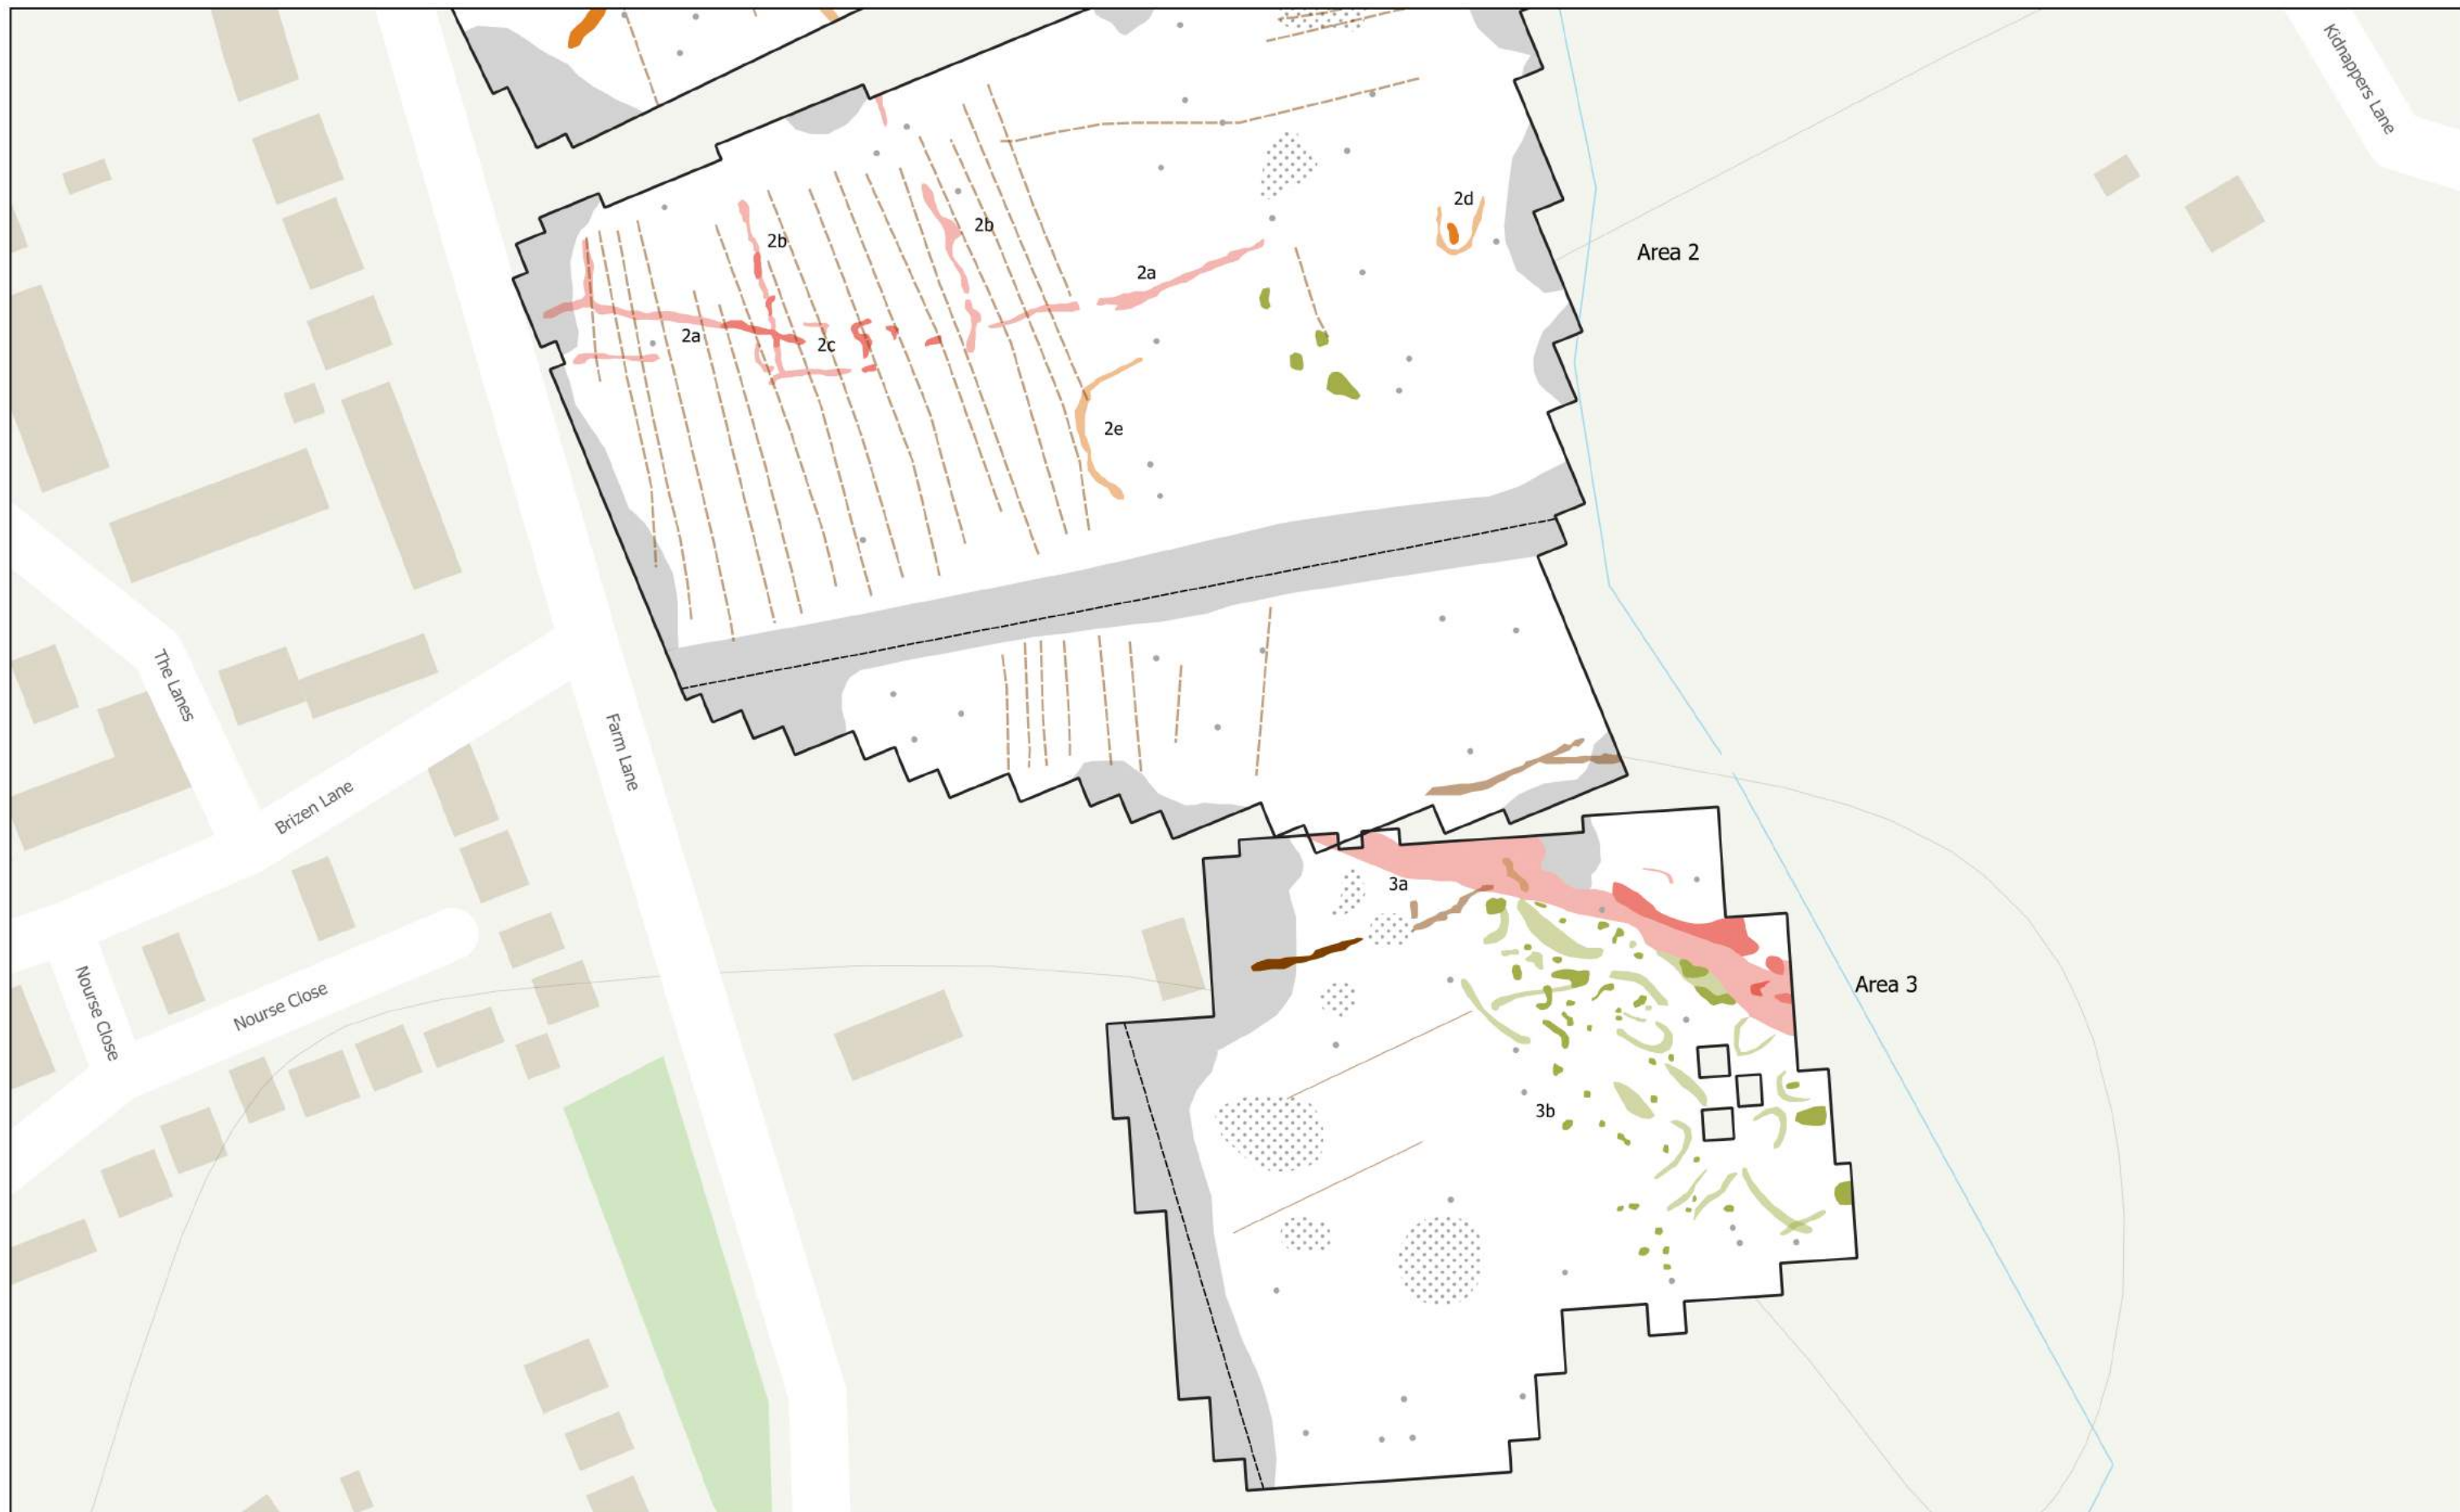 Kidnappers Lane
2d
2b
2b
Area 2
2a
2a
2c
2e
The Lanes
Farm Lane
Brizen Lane
3a
Nourse Close
Nourse Close
Area 3
3b